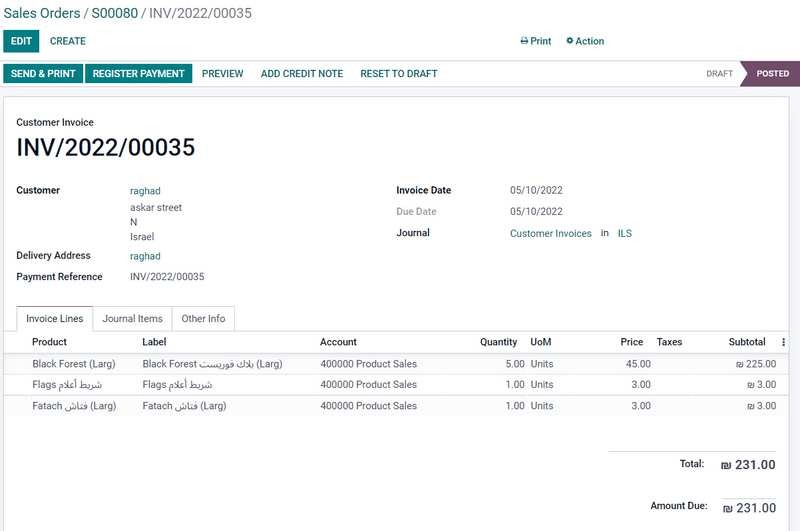 Sales Orders / S00080 / INV/2022/00035
EDIT CREATE Print Action
SEND & PRINT REGISTER PAYMENT PREVIEW ADD CREDIT NOTE RESET TO DRAFT DRAFT POSTED
Customer Invoice
INV/2022/00035
Customer raghad Invoice Date 05/10/2022
askar street Due Date 05/10/2022
N
Israel Journal Customer Invoices in ILS
Delivery Address raghad
Payment Reference INV/2022/00035
Invoice Lines Journal Items Other Info
Product Label Account Quantity UoM Price Taxes Subtotal
Black Forest (Larg) Black Forest بلاك فوريست (Larg) 400000 Product Sales 5.00 Units 45.00 ₪ 225.00
Flags شريط أعلام Flags شريط أعلام 400000 Product Sales 1.00 Units 3.00 ₪ 3.00
Fatach فتاش (Larg) Fatach فتاش (Larg) 400000 Product Sales 1.00 Units 3.00 ₪ 3.00
Total: ₪ 231.00
Amount Due: ₪ 231.00